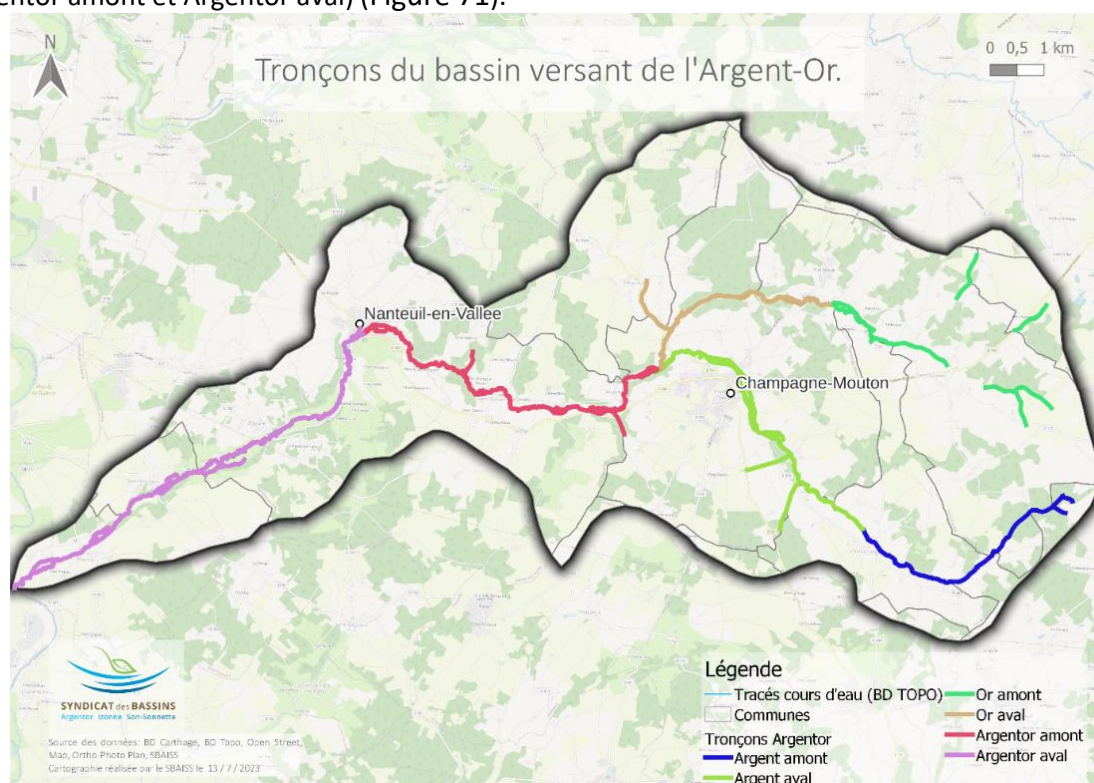 entor amont et Argentor aval) (Figure 71).
N
0 0,5 1 km
Tronçons du bassin versant de l'Argent-Or.
Nanteuil-en-Vallee
Champagne-Mouton
Légende
Tracés cours d'eau (BD TOPO)
Communes
Tronçons Argentor
Argent amont
Argent aval
Or amont
Or aval
Argentor amont
Argentor aval
SYNDICAT des BASSINS
Argentor Izonne Son-Sonnette
Source des données: BD Carthage, BD Topo, Open Street,
Map, Ortho Photo Plan, SBAISS
Cartographie réalisée par le SBAISS le 13 / 7 / 2023